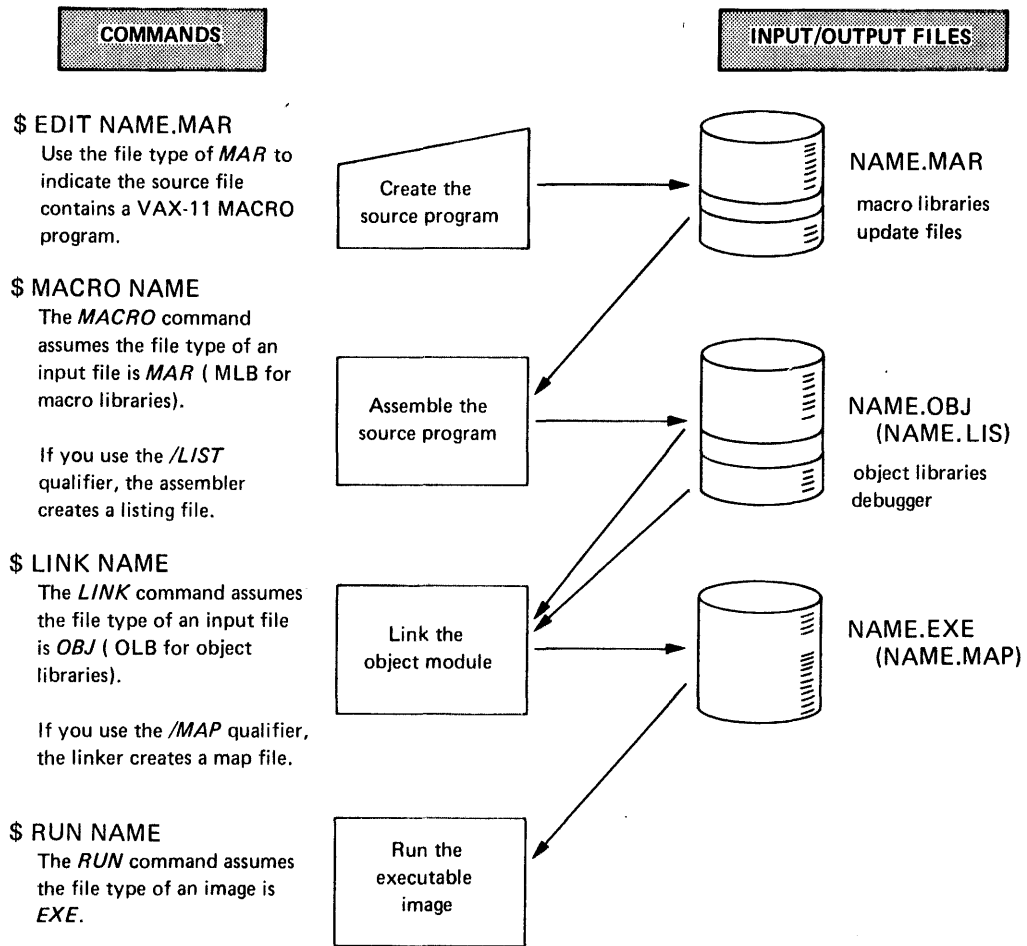 COMMANDS
INPUT/OUTPUT FILES
$ EDIT NAME.MAR
Use the file type of MAR to
indicate the source file
contains a VAX-11 MACRO
program.
Create the
source program
NAME.MAR
macro libraries
update files
$ MACRO NAME
The MACRO command
assumes the file type of an
input file is MAR ( MLB for
macro libraries).
If you use the /LIST
qualifier, the assembler
creates a listing file.
Assemble the
source program
NAME.OBJ
(NAME.LIS)
object libraries
debugger
$ LINK NAME
The LINK command assumes
the file type of an input file
is OBJ ( OLB for object
libraries).
If you use the /MAP qualifier,
the linker creates a map file.
Link the
object module
NAME.EXE
(NAME.MAP)
$ RUN NAME
The RUN command assumes
the file type of an image is
EXE.
Run the
executable
image